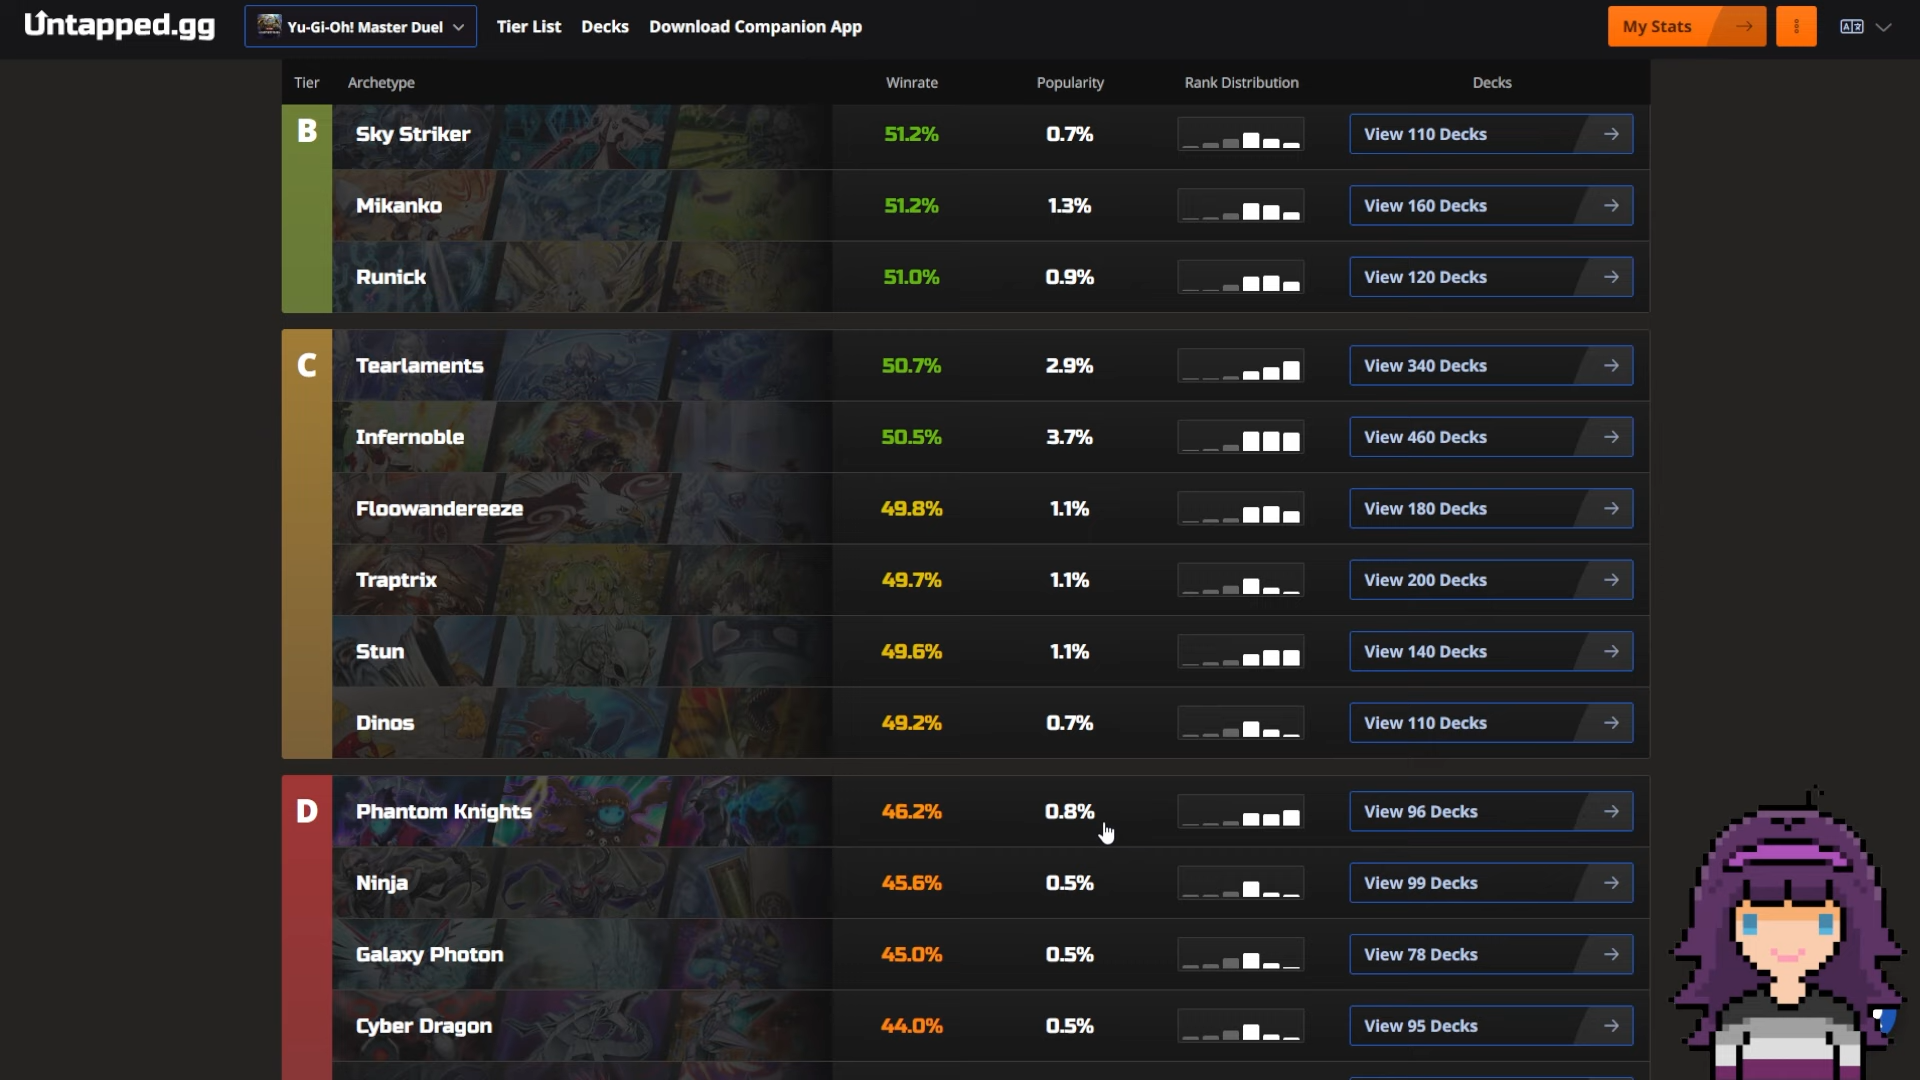 Untapped.gg Yu-Gi-Oh! Master Duel Tier List Decks Download Companion App My Stats
Tier Archetype Winrate Popularity Rank Distribution Decks
B Sky Striker 51.2% 0.7% View 110 Decks
Mikanko 51.2% 1.3% View 160 Decks
Runick 51.0% 0.9% View 120 Decks
C Tearlaments 50.7% 2.9% View 340 Decks
Infernoble 50.5% 3.7% View 460 Decks
Floowandereeze 49.8% 1.1% View 180 Decks
Traptrix 49.7% 1.1% View 200 Decks
Stun 49.6% 1.1% View 140 Decks
Dinos 49.2% 0.7% View 110 Decks
D Phantom Knights 46.2% 0.8% View 96 Decks
Ninja 45.6% 0.5% View 99 Decks
Galaxy Photon 45.0% 0.5% View 78 Decks
Cyber Dragon 44.0% 0.5% View 95 Decks